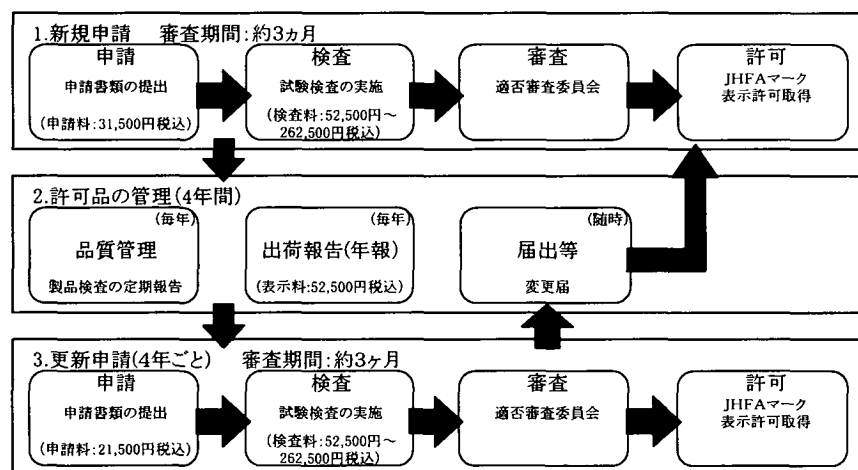 1.新規申請　審査期間:約3ヵ月
申請
申請書類の提出
(申請料:31,500円税込)
検査
試験検査の実施
(検査料:52,500円～
262,500円税込)
審査
適否審査委員会
許可
JHFAマーク
表示許可取得
2.許可品の管理(4年間)
(毎年)
品質管理
製品検査の定期報告
(毎年)
出荷報告(年報)
(表示料:52,500円税込)
(随時)
届出等
変更届
3.更新申請(4年ごと)　審査期間:約3ヶ月
申請
申請書類の提出
(申請料:21,500円税込)
検査
試験検査の実施
(検査料:52,500円～
262,500円税込)
審査
適否審査委員会
許可
JHFAマーク
表示許可取得